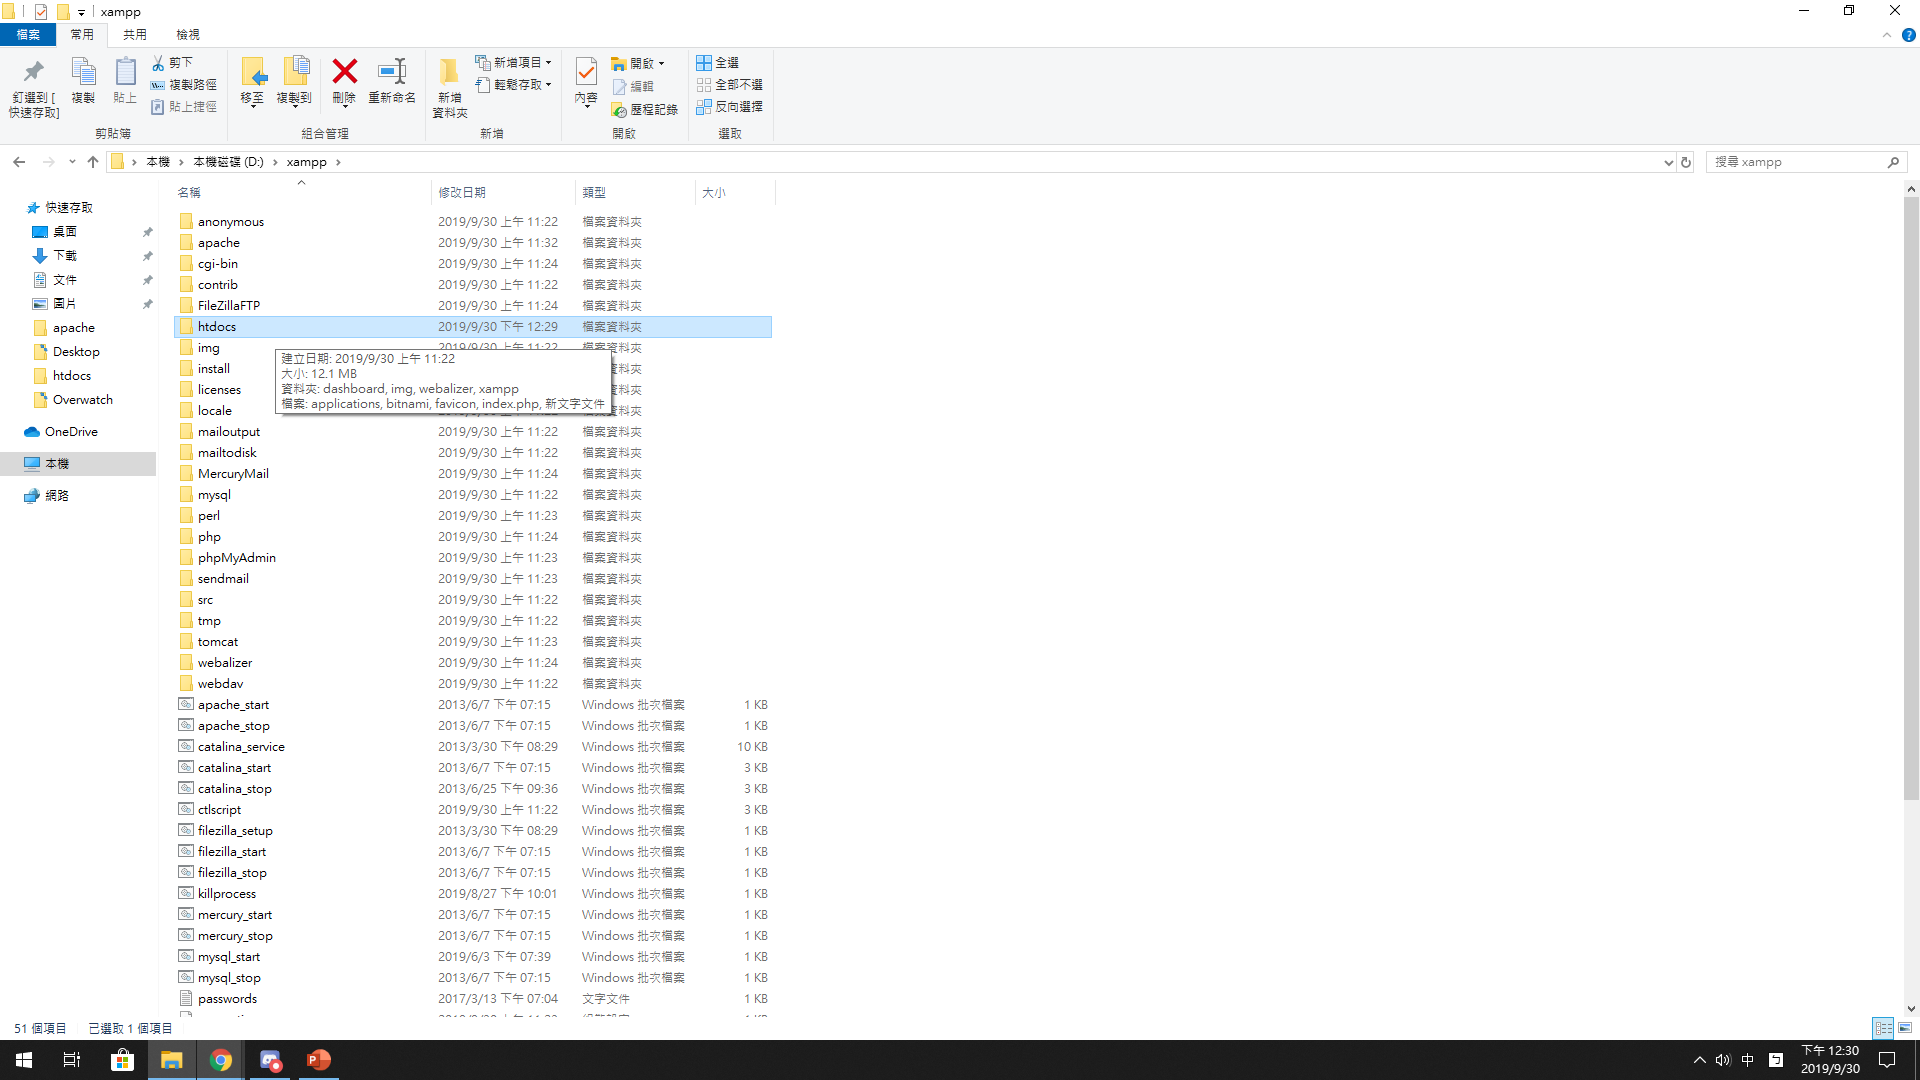 xampp
檔案 常用 共用 檢視
釘選到 [快速存取] 複製 貼上 剪下 複製路徑 貼上捷徑 剪貼簿
移至 複製到 刪除 重新命名 組合管理
新增資料夾 新增項目 輕鬆存取 新增
內容 開啟 編輯 歷程記錄 開啟
全選 全部不選 反向選擇 選取
本機 本機磁碟 (D:) xampp 搜尋 xampp
快速存取
桌面
下載
文件
圖片
apache
Desktop
htdocs
Overwatch
OneDrive
本機
網路
名稱 修改日期 類型 大小
anonymous 2019/9/30 上午 11:22 檔案資料夾
apache 2019/9/30 上午 11:32 檔案資料夾
cgi-bin 2019/9/30 上午 11:24 檔案資料夾
contrib 2019/9/30 上午 11:22 檔案資料夾
FileZillaFTP 2019/9/30 上午 11:24 檔案資料夾
htdocs 2019/9/30 下午 12:29 檔案資料夾
img
install
licenses
locale
建立日期: 2019/9/30 上午 11:22
大小: 12.1 MB
資料夾: dashboard, img, webalizer, xampp
檔案: applications, bitnami, favicon, index.php, 新文字文件
mailoutput 2019/9/30 上午 11:22 檔案資料夾
mailtodisk 2019/9/30 上午 11:22 檔案資料夾
MercuryMail 2019/9/30 上午 11:24 檔案資料夾
mysql 2019/9/30 上午 11:22 檔案資料夾
perl 2019/9/30 上午 11:23 檔案資料夾
php 2019/9/30 上午 11:24 檔案資料夾
phpMyAdmin 2019/9/30 上午 11:23 檔案資料夾
sendmail 2019/9/30 上午 11:23 檔案資料夾
src 2019/9/30 上午 11:22 檔案資料夾
tmp 2019/9/30 上午 11:22 檔案資料夾
tomcat 2019/9/30 上午 11:23 檔案資料夾
webalizer 2019/9/30 上午 11:24 檔案資料夾
webdav 2019/9/30 上午 11:22 檔案資料夾
apache_start 2013/6/7 下午 07:15 Windows 批次檔案 1 KB
apache_stop 2013/6/7 下午 07:15 Windows 批次檔案 1 KB
catalina_service 2013/3/30 下午 08:29 Windows 批次檔案 10 KB
catalina_start 2013/6/7 下午 07:15 Windows 批次檔案 3 KB
catalina_stop 2013/6/25 下午 09:36 Windows 批次檔案 3 KB
ctlscript 2019/9/30 上午 11:22 Windows 批次檔案 3 KB
filezilla_setup 2013/3/30 下午 08:29 Windows 批次檔案 1 KB
filezilla_start 2013/6/7 下午 07:15 Windows 批次檔案 1 KB
filezilla_stop 2013/6/7 下午 07:15 Windows 批次檔案 1 KB
killprocess 2019/8/27 下午 10:01 Windows 批次檔案 1 KB
mercury_start 2013/6/7 下午 07:15 Windows 批次檔案 1 KB
mercury_stop 2013/6/7 下午 07:15 Windows 批次檔案 1 KB
mysql_start 2019/6/3 下午 07:39 Windows 批次檔案 1 KB
mysql_stop 2013/6/7 下午 07:15 Windows 批次檔案 1 KB
passwords 2017/3/13 下午 07:04 文字文件 1 KB
51 個項目 已選取 1 個項目
中
下午 12:30
2019/9/30